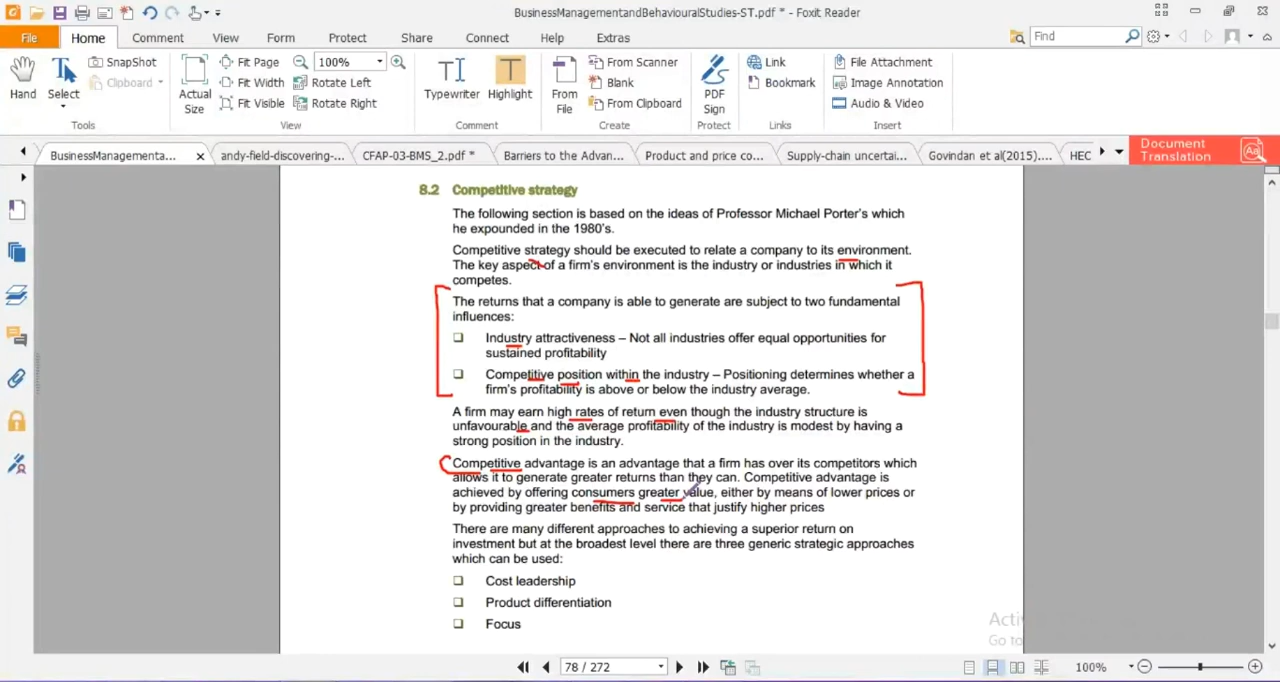 BusinessManagementandBehaviouralStudies-ST.pdf * - Foxit Reader
File Home Comment View Form Protect Share Connect Help Extras Find
SnapShot Fit Page 100% From Scanner Link File Attachment
Clipboard Fit Width Rotate Left Blank Bookmark Image Annotation
Hand Select Actual Size Fit Visible Rotate Right Typewriter Highlight From File From Clipboard PDF Sign Audio & Video
Tools View Comment Create Protect Links Insert
BusinessManagementa... x andy-field-discovering-... CFAP-03-BMS_2.pdf * Barriers to the Advan... Product and price co... Supply-chain uncertai... Govindan et al(2015).... HEC Document Translation
8.2 Competitive strategy
The following section is based on the ideas of Professor Michael Porter's which
he expounded in the 1980's.
Competitive strategy should be executed to relate a company to its environment.
The key aspect of a firm's environment is the industry or industries in which it
competes.
The returns that a company is able to generate are subject to two fundamental
influences:
Industry attractiveness – Not all industries offer equal opportunities for
sustained profitability
Competitive position within the industry – Positioning determines whether a
firm's profitability is above or below the industry average.
A firm may earn high rates of return even though the industry structure is
unfavourable and the average profitability of the industry is modest by having a
strong position in the industry.
Competitive advantage is an advantage that a firm has over its competitors which
allows it to generate greater returns than they can. Competitive advantage is
achieved by offering consumers greater value, either by means of lower prices or
by providing greater benefits and service that justify higher prices
There are many different approaches to achieving a superior return on
investment but at the broadest level there are three generic strategic approaches
which can be used:
Cost leadership
Product differentiation
Focus
78 / 272 100%